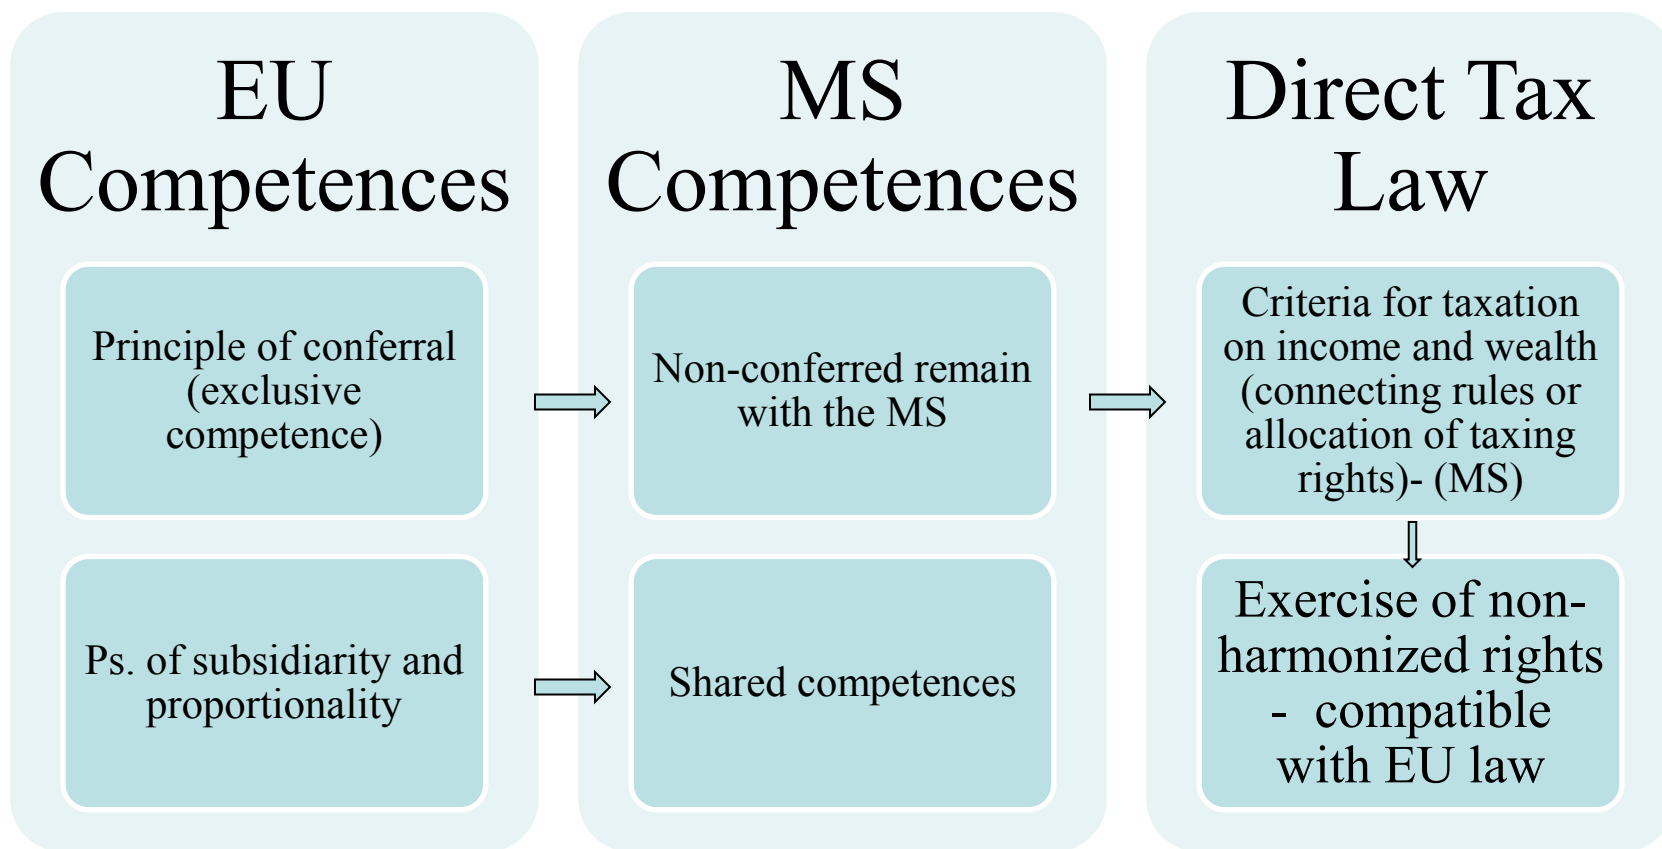 EU
Competences
Principle of conferral
(exclusive
competence)
Ps. of subsidiarity and
proportionality
MS
Competences
Non-conferred remain
with the MS
Shared competences
Direct Tax
Law
Criteria for taxation
on income and wealth
(connecting rules or
allocation of taxing
rights)- (MS)
Exercise of non-
harmonized rights
- compatible
with EU law